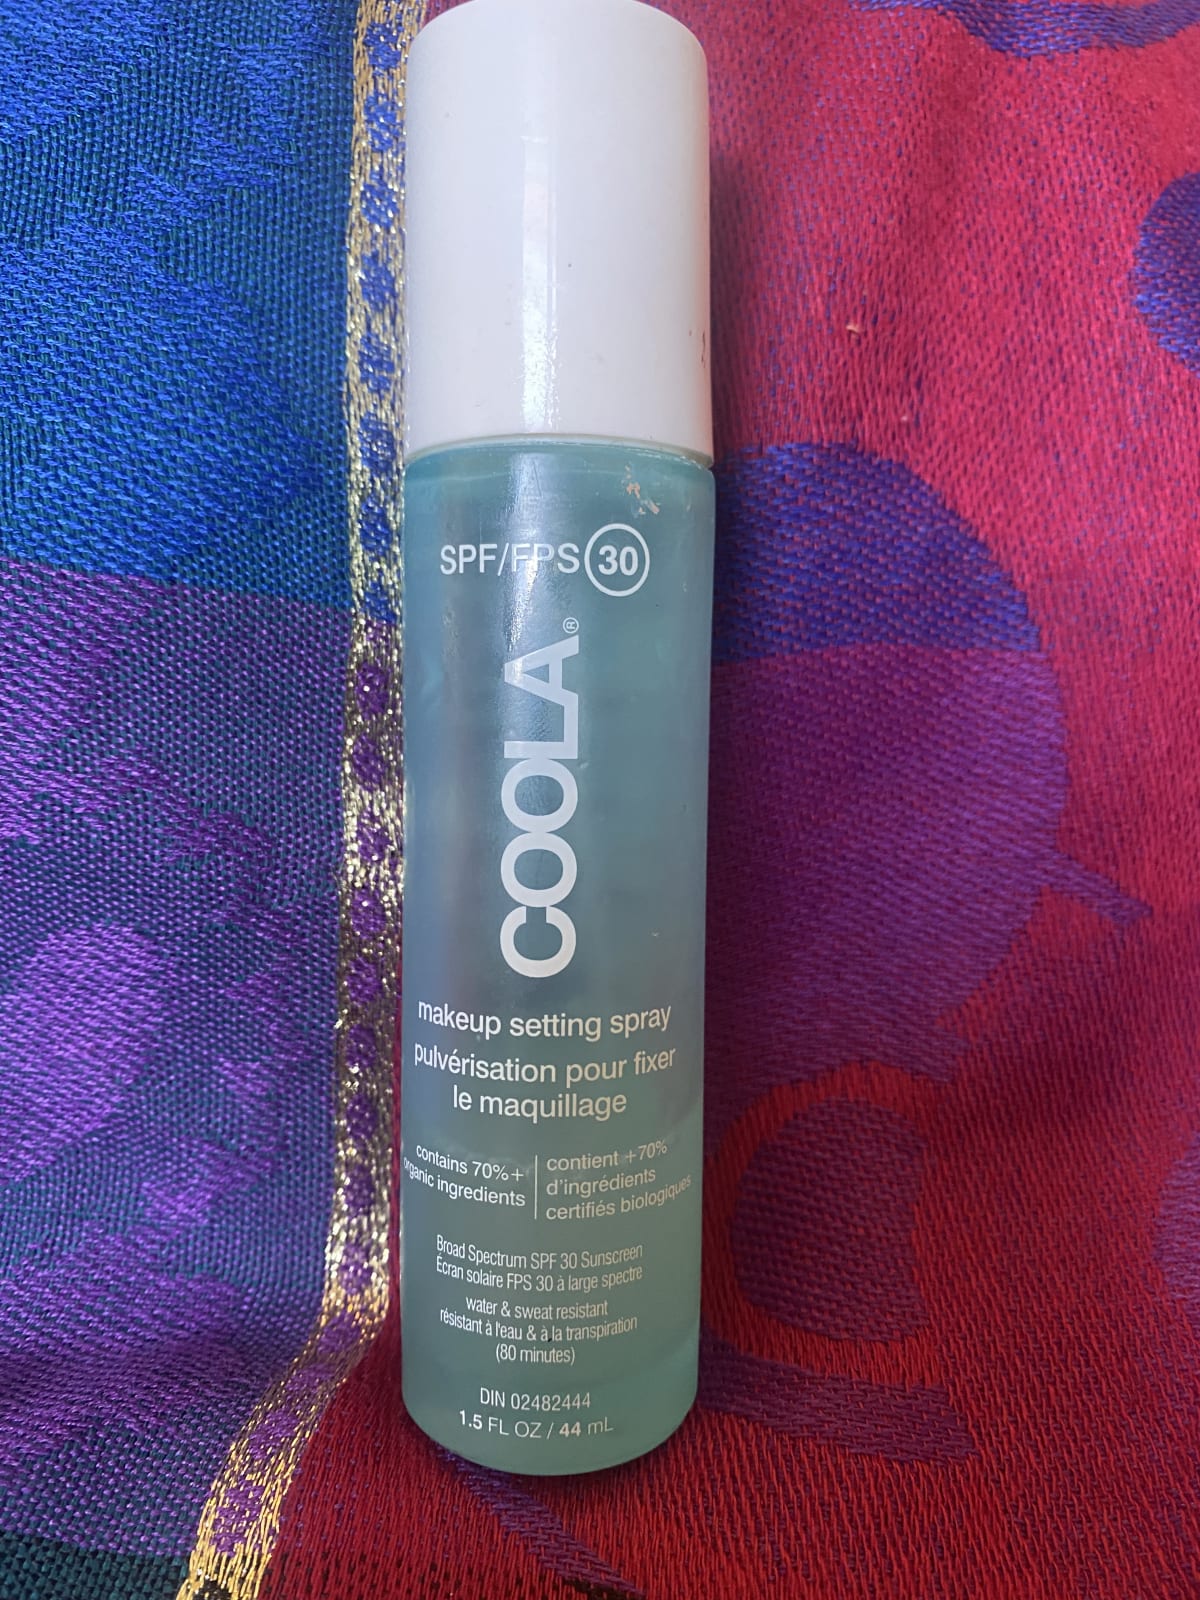 SPF/FPS 30
COOLA®
makeup setting spray
pulvérisation pour fixer
le maquillage
contains 70%+
organic ingredients
contient +70%
d'ingrédients
certifiés biologiques
Broad Spectrum SPF 30 Sunscreen
Écran solaire FPS 30 à large spectre
water & sweat resistant
résistant à l'eau & à la transpiration
(80 minutes)
DIN 02482444
1.5 FL OZ / 44 mL